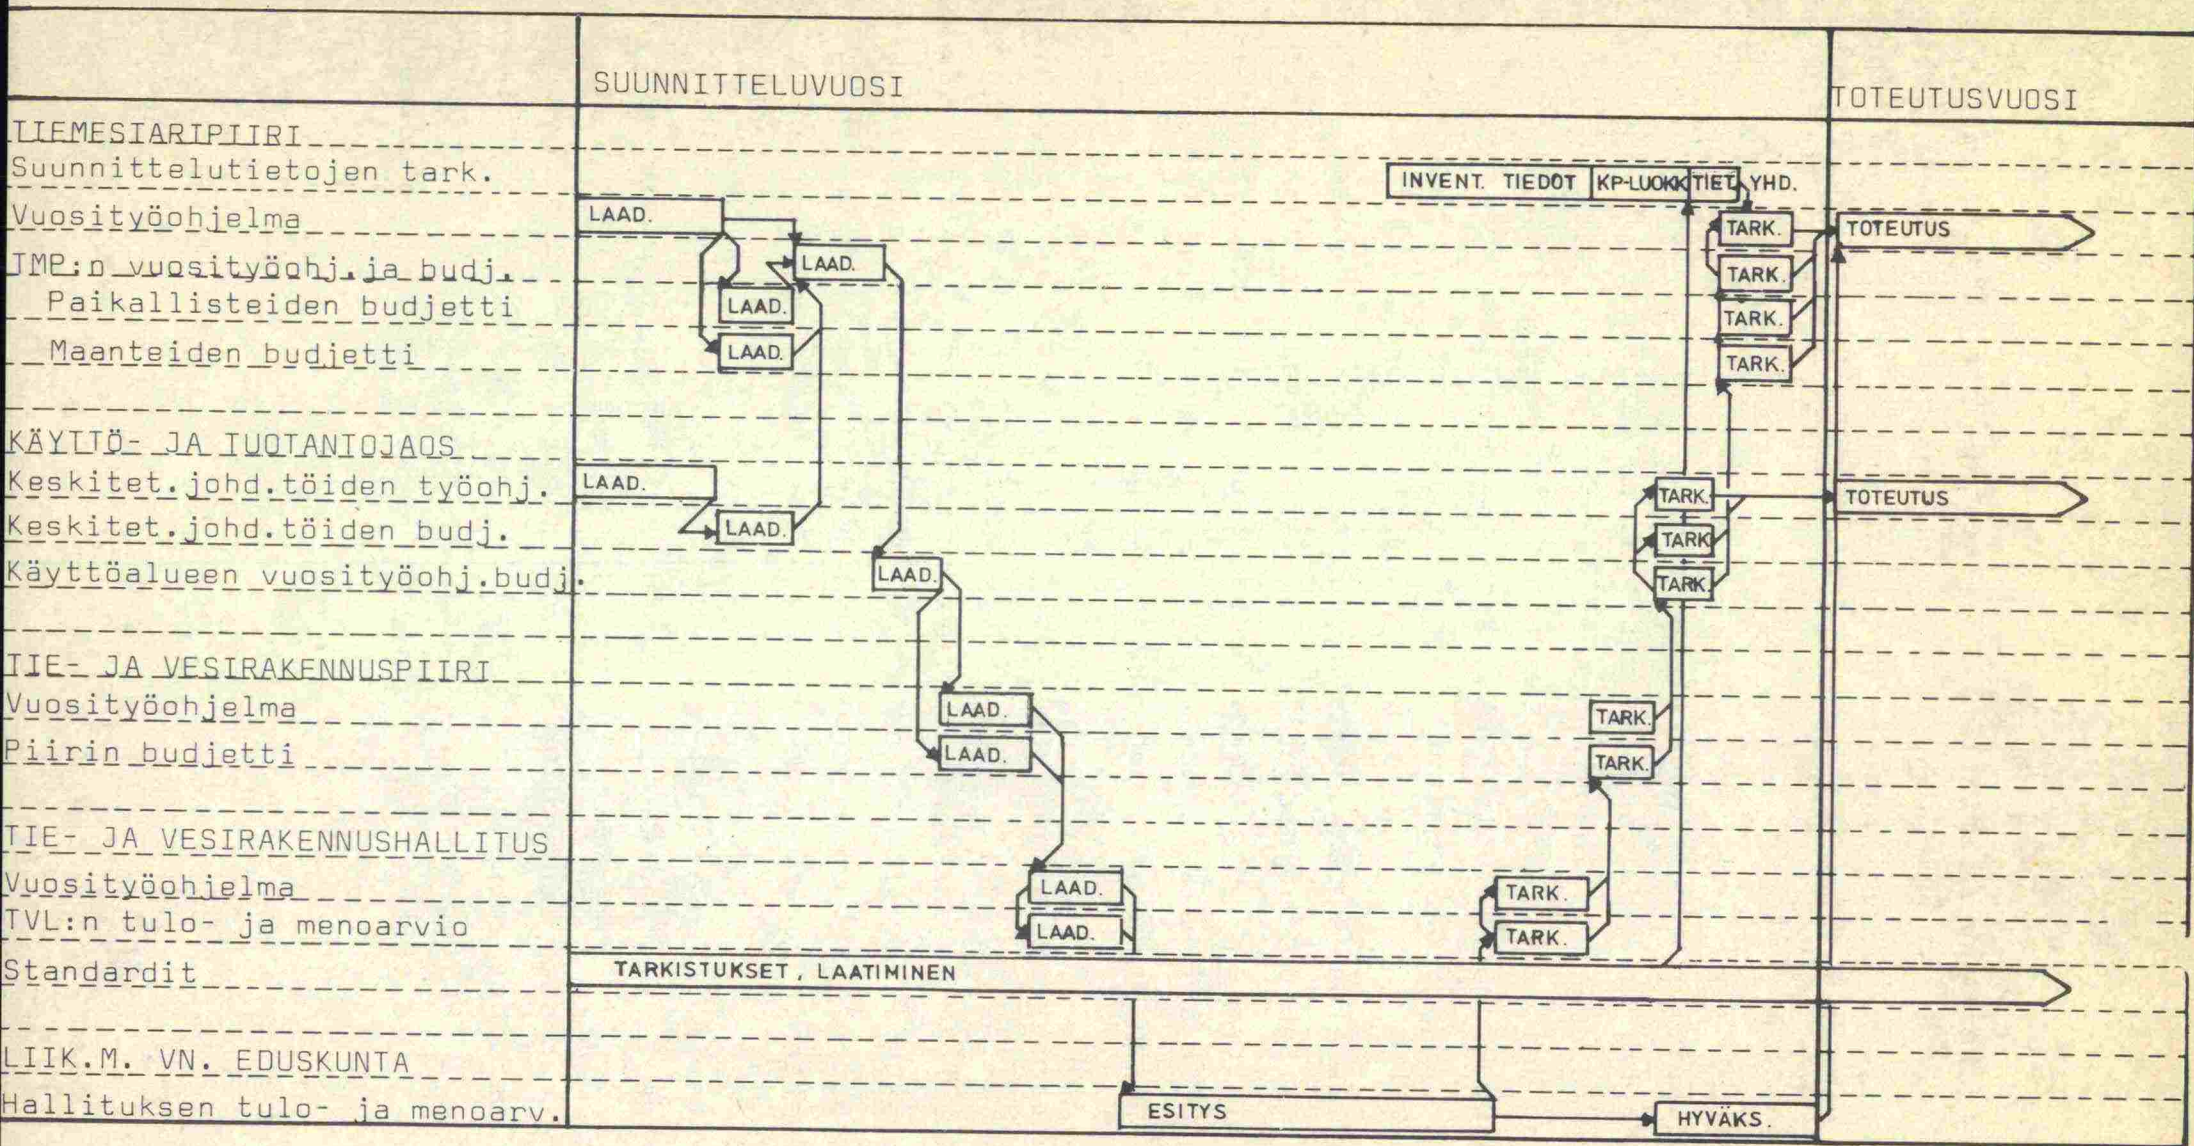 SUUNNITTELUVUOSI TOTEUTUSVUOSI
TIEMESTARIPIIRI
Suunnittelutietojen tark. INVENT. TIEDOT KP-LUOKK TIET. YHD.
Vuosityöohjelma LAAD. TARK. TOTEUTUS
TMP:n vuosityöohj. ja budj. LAAD. TARK.
Paikallisteiden budjetti LAAD. TARK.
Maanteiden budjetti LAAD. TARK.
KÄYTTÖ- JA TUOTANTOJAOS
Keskitet.johd.töiden työohj. LAAD. TARK. TOTEUTUS
Keskitet.johd.töiden budj. LAAD. TARK
Käyttöalueen vuosityöohj.budj. LAAD. TARK.
TIE- JA VESIRAKENNUSPIIRI
Vuosityöohjelma LAAD. TARK.
Piirin budjetti LAAD. TARK.
TIE- JA VESIRAKENNUSHALLITUS
Vuosityöohjelma LAAD. TARK.
TVL:n tulo- ja menoarvio LAAD. TARK.
Standardit TARKISTUKSET, LAATIMINEN
LIIK.M. VN. EDUSKUNTA
Hallituksen tulo- ja menoarv. ESITYS HYVÄKS.